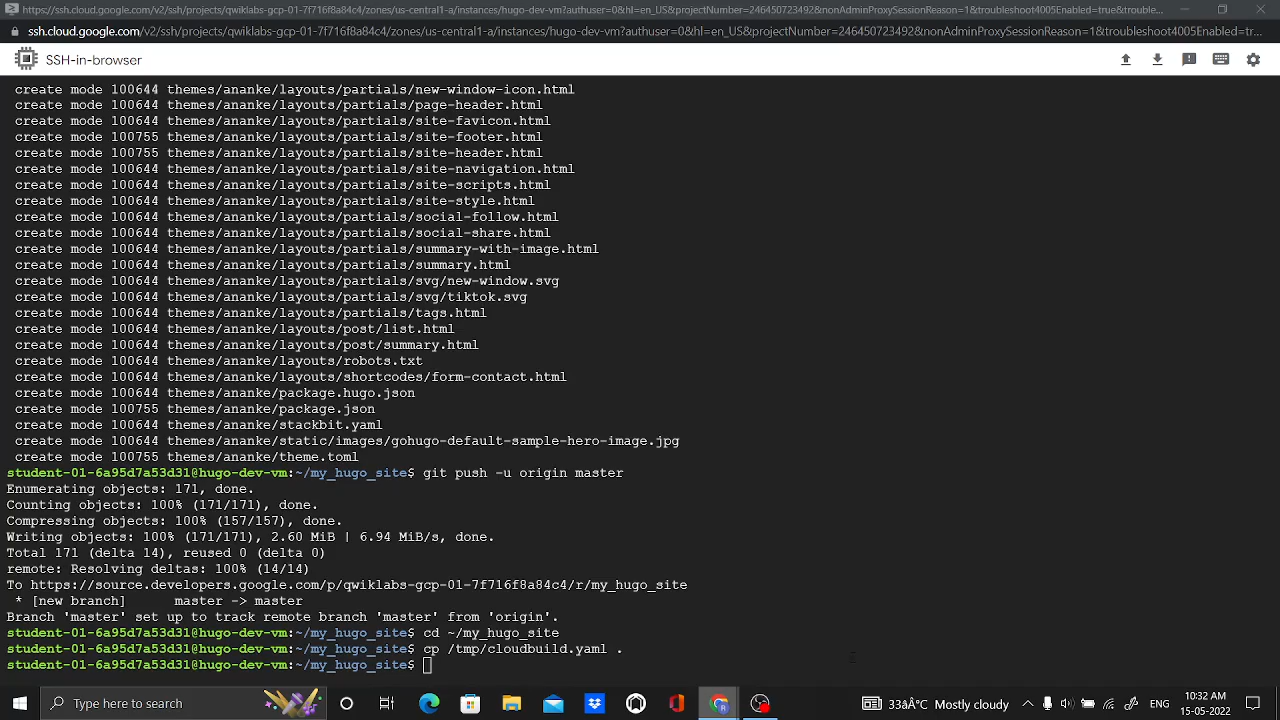 https://ssh.cloud.google.com/v2/ssh/projects/qwiklabs-gcp-01-7f716f8a84c4/zones/us-central1-a/instances/hugo-dev-vm?authuser=0&hl=en_US&projectNumber=246450723492&nonAdminProxySessionReason=1&troubleshoot4005Enabled=true&trouble...
ssh.cloud.google.com/v2/ssh/projects/qwiklabs-gcp-01-7f716f8a84c4/zones/us-central1-a/instances/hugo-dev-vm?authuser=0&hl=en_US&projectNumber=246450723492&nonAdminProxySessionReason=1&troubleshoot4005Enabled=tr...
SSH-in-browser
create mode 100644 themes/ananke/layouts/partials/new-window-icon.html
create mode 100644 themes/ananke/layouts/partials/page-header.html
create mode 100644 themes/ananke/layouts/partials/site-favicon.html
create mode 100755 themes/ananke/layouts/partials/site-footer.html
create mode 100755 themes/ananke/layouts/partials/site-header.html
create mode 100644 themes/ananke/layouts/partials/site-navigation.html
create mode 100644 themes/ananke/layouts/partials/site-scripts.html
create mode 100644 themes/ananke/layouts/partials/site-style.html
create mode 100644 themes/ananke/layouts/partials/social-follow.html
create mode 100644 themes/ananke/layouts/partials/social-share.html
create mode 100644 themes/ananke/layouts/partials/summary-with-image.html
create mode 100644 themes/ananke/layouts/partials/summary.html
create mode 100644 themes/ananke/layouts/partials/svg/new-window.svg
create mode 100644 themes/ananke/layouts/partials/svg/tiktok.svg
create mode 100644 themes/ananke/layouts/partials/tags.html
create mode 100644 themes/ananke/layouts/post/list.html
create mode 100644 themes/ananke/layouts/post/summary.html
create mode 100644 themes/ananke/layouts/robots.txt
create mode 100644 themes/ananke/layouts/shortcodes/form-contact.html
create mode 100644 themes/ananke/package.hugo.json
create mode 100755 themes/ananke/package.json
create mode 100644 themes/ananke/stackbit.yaml
create mode 100644 themes/ananke/static/images/gohugo-default-sample-hero-image.jpg
create mode 100755 themes/ananke/theme.toml
student-01-6a95d7a53d31@hugo-dev-vm:~/my_hugo_site$ git push -u origin master
Enumerating objects: 171, done.
Counting objects: 100% (171/171), done.
Compressing objects: 100% (157/157), done.
Writing objects: 100% (171/171), 2.60 MiB | 6.94 MiB/s, done.
Total 171 (delta 14), reused 0 (delta 0)
remote: Resolving deltas: 100% (14/14)
To https://source.developers.google.com/p/qwiklabs-gcp-01-7f716f8a84c4/r/my_hugo_site
* [new branch] master -> master
Branch 'master' set up to track remote branch 'master' from 'origin'.
student-01-6a95d7a53d31@hugo-dev-vm:~/my_hugo_site$ cd ~/my_hugo_site
student-01-6a95d7a53d31@hugo-dev-vm:~/my_hugo_site$ cp /tmp/cloudbuild.yaml .
student-01-6a95d7a53d31@hugo-dev-vm:~/my_hugo_site$
Type here to search
33â°C Mostly cloudy
ENG
10:32 AM
15-05-2022